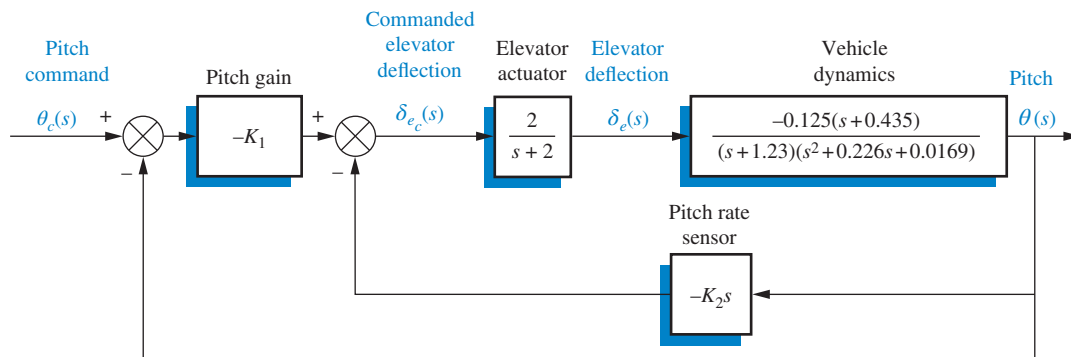 Pitch
command
θc(s)
+
−
Pitch gain
−K1
+
−
Commanded
elevator
deflection
δec(s)
Elevator
actuator
2
s + 2
Elevator
deflection
δe(s)
Vehicle
dynamics
−0.125(s + 0.435)
(s + 1.23)(s² + 0.226s + 0.0169)
Pitch
θ(s)
Pitch rate
sensor
−K2s